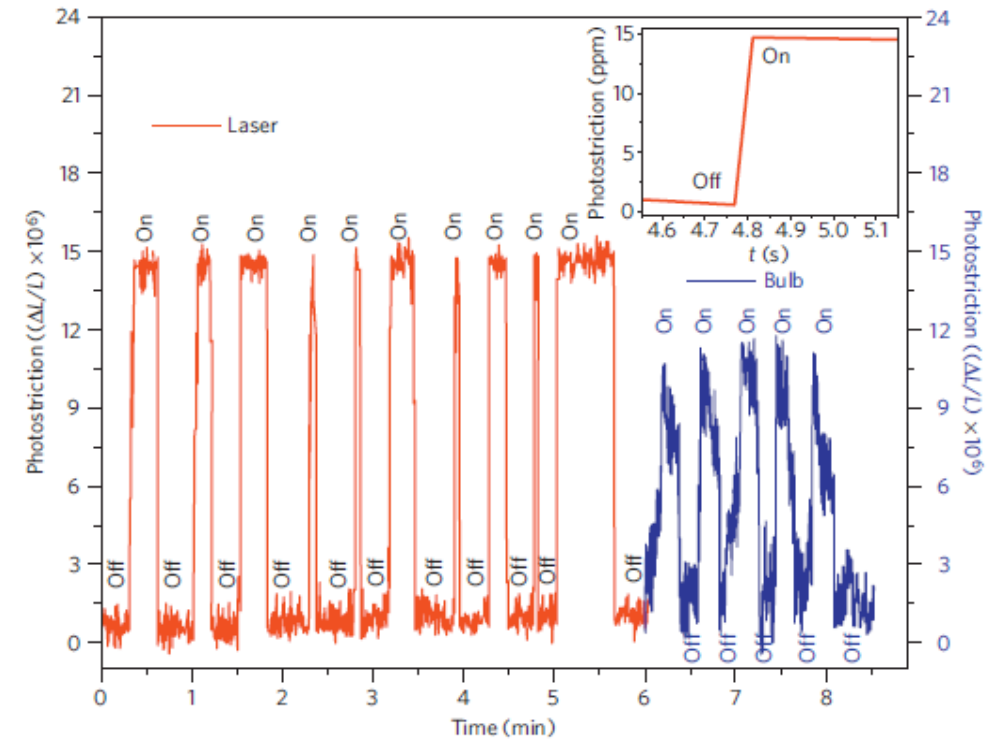 24
21
18
15
12
9
6
3
0
Photostriction ((ΔL/L) ×10⁶)
Laser
On On On On On On On On On On
Off Off Off Off Off Off Off Off Off Off Off
Photostriction (ppm)
15
10
5
0
On
Off
4.6 4.7 4.8 4.9 5.0 5.1
t (s)
Bulb
On On On On On
Off Off Off Off Off
24
21
18
15
12
9
6
3
0
Photostriction ((ΔL/L) ×10⁶)
0 1 2 3 4 5 6 7 8
Time (min)